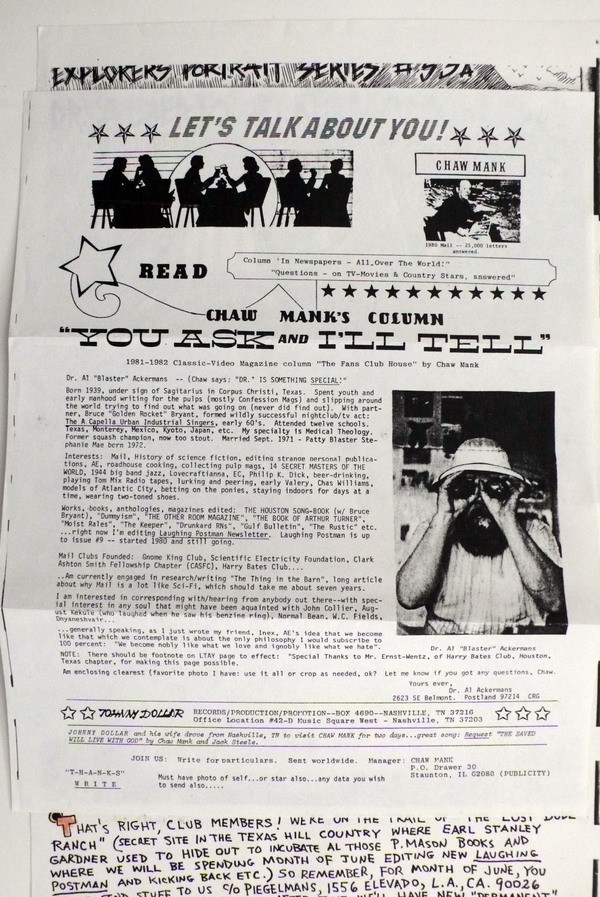 EXPLORERS PORTRAIT SERIES #55A
LET'S TALK ABOUT YOU!
CHAW MANK
1980 Mail -- 25,000 letters
answered.
READ
Column 'In Newspapers - All Over The World!"
"Questions - on TV-Movies & Country Stars, answered"
CHAW MANK'S COLUMN
"YOU ASK AND I'LL TELL"
1981-1982 Classic-Video Magazine column "The Fans Club House" by Chaw Mank
Dr. Al "Blaster" Ackermans -- (Chaw says: "DR." IS SOMETHING SPECIAL!"
Born 1939, under sign of Sagitarius in Corpus Christi, Texas. Spent youth and
early manhood writing for the pulps (mostly Confession Mags) and slipping around
the world trying to find out what was going on (never did find out). With part-
ner, Bruce "Golden Rocket" Bryant, formed wildly successful nightclub/tv act:
The A Capella Urban Industrial Singers, early 60's. Attended twelve schools.
Texas, Monterey, Mexico, Kyoto, Japan, etc. My specialty is Medical Theology.
Former squash champion, now too stout. Married Sept. 1971 - Patty Blaster Ste-
phanie Mae born 1972.
Interests: Mail, History of science fiction, editing strange personal publica-
tions, AE, roadhouse cooking, collecting pulp mags, 14 SECRET MASTERS OF THE
WORLD, 1944 big band jazz, Lovecraftianna, EC, Philip K. Dick, beer-drinking,
playing Tom Mix Radio tapes, lurking and peering, early Valery, Chas Williams,
models of Atlantic City, betting on the ponies, staying indoors for days at a
time, wearing two-toned shoes.
Works, books, anthologies, magazines edited: THE HOUSTON SONG-BOOK (w/ Bruce
Bryant), "Dummyism", "THE OTHER ROOM MAGAZINE", "THE BOOK OF ARTHUR TURNER",
"Moist Rales", "The Keeper", "Drunkard RNs", "Gulf Bulletin", "The Rustic" etc.
...right now I'm editing Laughing Postman Newsletter. Laughing Postman is up
to issue #9 -- started 1980 and still going.
Mail Clubs Founded: Gnome King Club, Scientific Electricity Foundation, Clark
Ashton Smith Fellowship Chapter (CASFC), Harry Bates Club....
..Am currently engaged in research/writing "The Thing in the Barn", long article
about why Mail is a lot like Sci-Fi, which should take me about seven years.
I am interested in corresponding with/hearing from anybody out there--with spec-
ial interest in any soul that might have been aquainted with John Collier, Aug-
ust Kekule (who laughed when he saw his benzine ring), Normal Bean, W.C. Fields,
Dnyaneshvair...
...generally speaking, as I just wrote my friend, Inex, AE's idea that we become
like that which we contemplate is about the only philosophy I would subscribe to
100 percent: "We become nobly like what we love and ignobly like what we hate".
Dr. Al "Blaster" Ackermans
NOTE: There should be footnote on LTAY page to effect: "Special Thanks to Mr. Ernst-Wentz, of Harry Bates Club, Houston,
Texas chapter, for making this page possible.
Am enclosing clearest (favorite photo I have: use it all or crop as needed, ok? Let me know if you got any questions, Chaw.
Yours ever,
Dr. Al Ackermans
2623 SE Belmont. Portland 97214 CRG
JOHNNY DOLLAR RECORDS/PRODUCTION/PROMOTION--BOX 4690--NASHVILLE, TN 37216
Office Location #42-D Music Square West - Nashville, TN 37203
JOHNNY DOLLAR and his wife drove from Nashville, TN to visit CHAW MANK for two days...great song: Request "THE SAVED
WILL LIVE WITH GOD" by Chaw Mank and Jack Steele.
JOIN US: Write for particulars. Sent worldwide. Manager: CHAW MANK
P.O. Drawer 30
Staunton, IL 62088 (PUBLICITY)
"T-H-A-N-K-S"
WRITE
Must have photo of self...or star also...any data you wish
to send also.....
THAT'S RIGHT, CLUB MEMBERS! WE'RE ON THE TRAIL OF THE "LOST DUDE
RANCH" (SECRET SITE IN THE TEXAS HILL COUNTRY WHERE EARL STANLEY
GARDNER USED TO HIDE OUT TO INCUBATE AL THOSE P. MASON BOOKS AND
WHERE WE WILL BE SPENDING MONTH OF JUNE EDITING NEW LAUGHING
POSTMAN AND KICKING BACK ETC.) SO REMEMBER, FOR MONTH OF JUNE, YOU
STUFF TO US C/O PIEGELMANS, 1556 ELEVADO, L.A., CA. 90026
WE'LL HAVE NEW "PERMANENT"